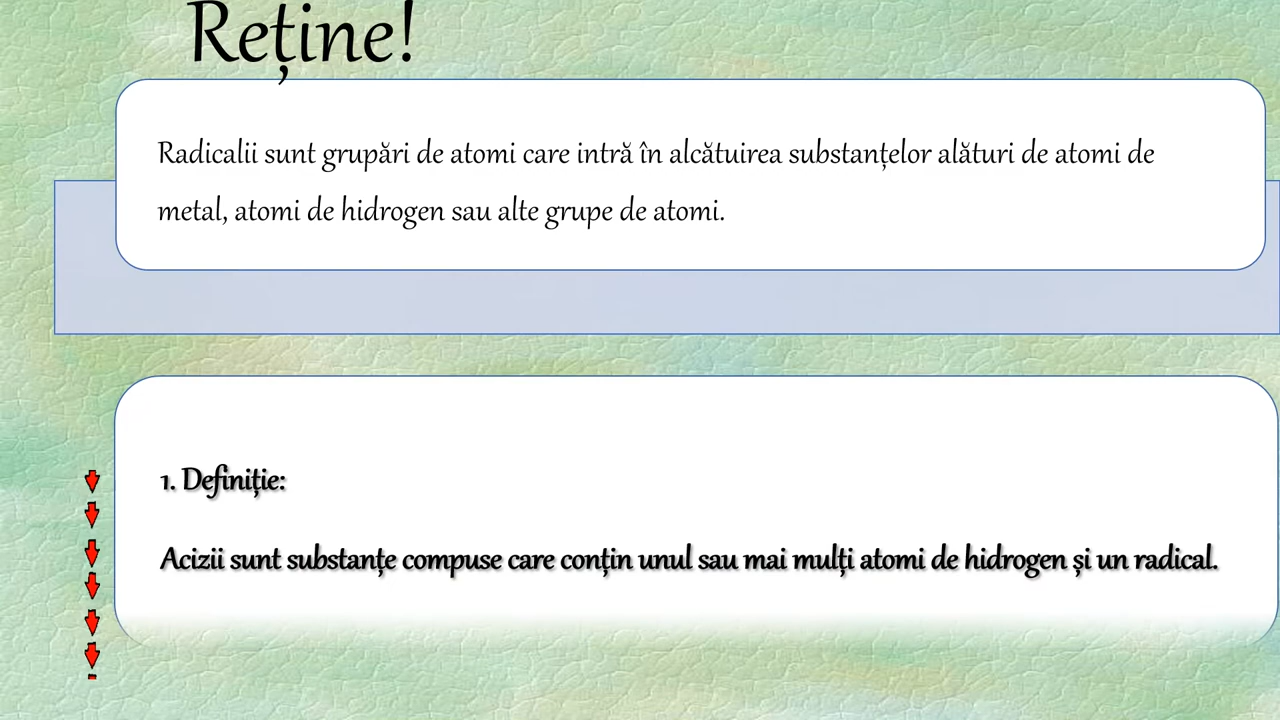 Reține!
Radicalii sunt grupări de atomi care intră în alcătuirea substanțelor alături de atomi de
metal, atomi de hidrogen sau alte grupe de atomi.
1. Definiție:
Acizii sunt substanțe compuse care conțin unul sau mai mulți atomi de hidrogen și un radical.